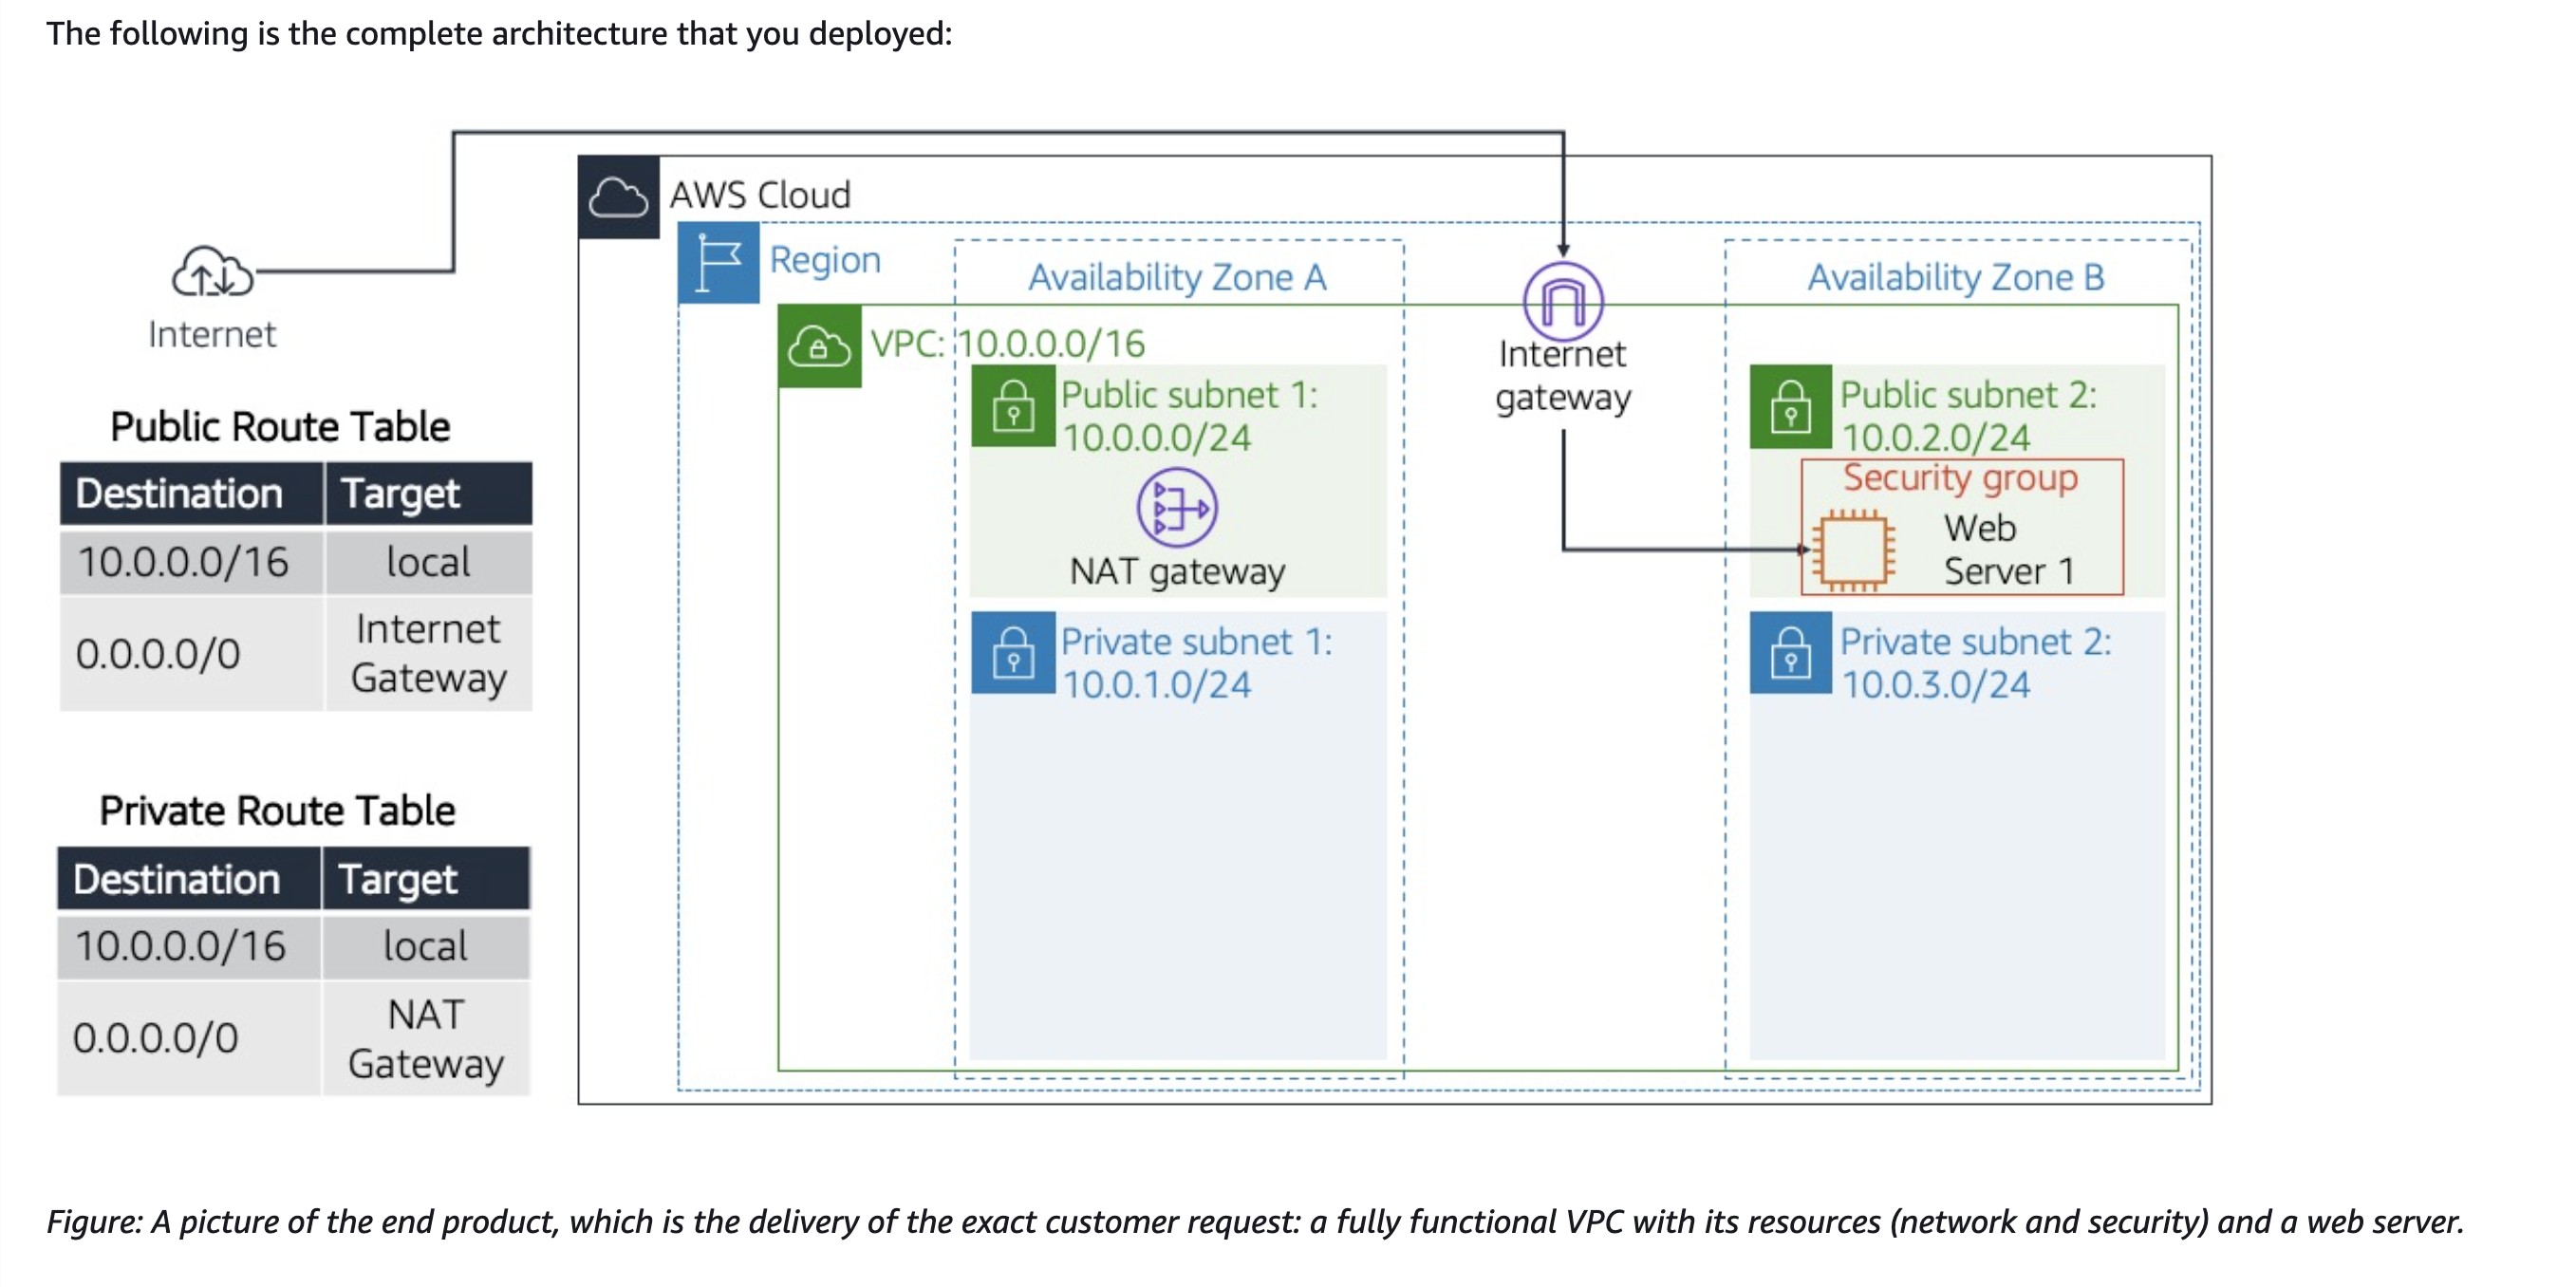 The following is the complete architecture that you deployed:
Internet
Public Route Table
Destination Target
10.0.0.0/16 local
0.0.0.0/0 Internet
Gateway
Private Route Table
Destination Target
10.0.0.0/16 local
0.0.0.0/0 NAT
Gateway
AWS Cloud
Region
Availability Zone A
VPC: 10.0.0.0/16
Public subnet 1:
10.0.0.0/24
NAT gateway
Private subnet 1:
10.0.1.0/24
Internet
gateway
Availability Zone B
Public subnet 2:
10.0.2.0/24
Security group
Web
Server 1
Private subnet 2:
10.0.3.0/24
Figure: A picture of the end product, which is the delivery of the exact customer request: a fully functional VPC with its resources (network and security) and a web server.